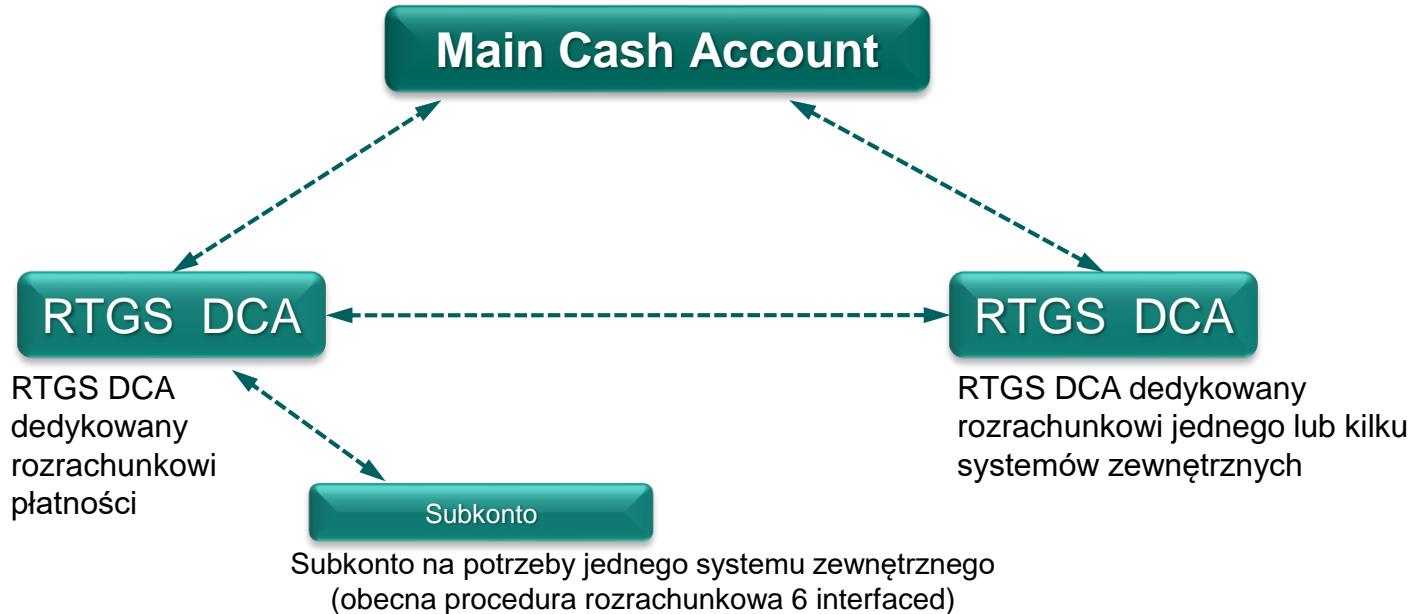 Main Cash Account
RTGS DCA
RTGS DCA
RTGS DCA
dedykowany
rozrachunkowi
płatności
RTGS DCA dedykowany
rozrachunkowi jednego lub kilku
systemów zewnętrznych
Subkonto
Subkonto na potrzeby jednego systemu zewnętrznego
(obecna procedura rozrachunkowa 6 interfaced)